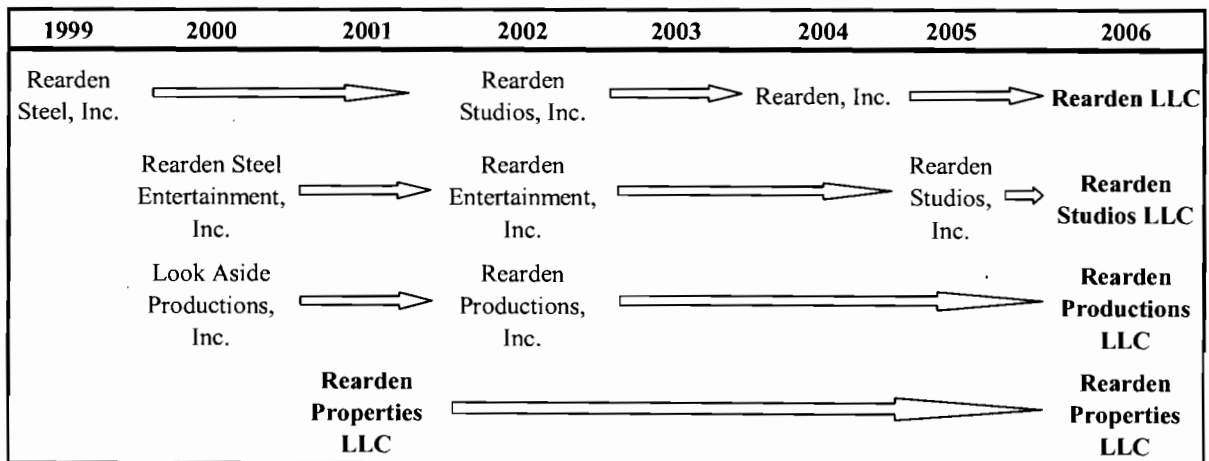 1999 2000 2001 2002 2003 2004 2005 2006
Rearden
Steel, Inc.
Rearden
Studios, Inc.
Rearden, Inc.
Rearden LLC
Rearden Steel
Entertainment,
Inc.
Rearden
Entertainment,
Inc.
Rearden
Studios,
Inc.
Rearden
Studios LLC
Look Aside
Productions,
Inc.
Rearden
Productions,
Inc.
Rearden
Productions
LLC
Rearden
Properties
LLC
Rearden
Properties
LLC